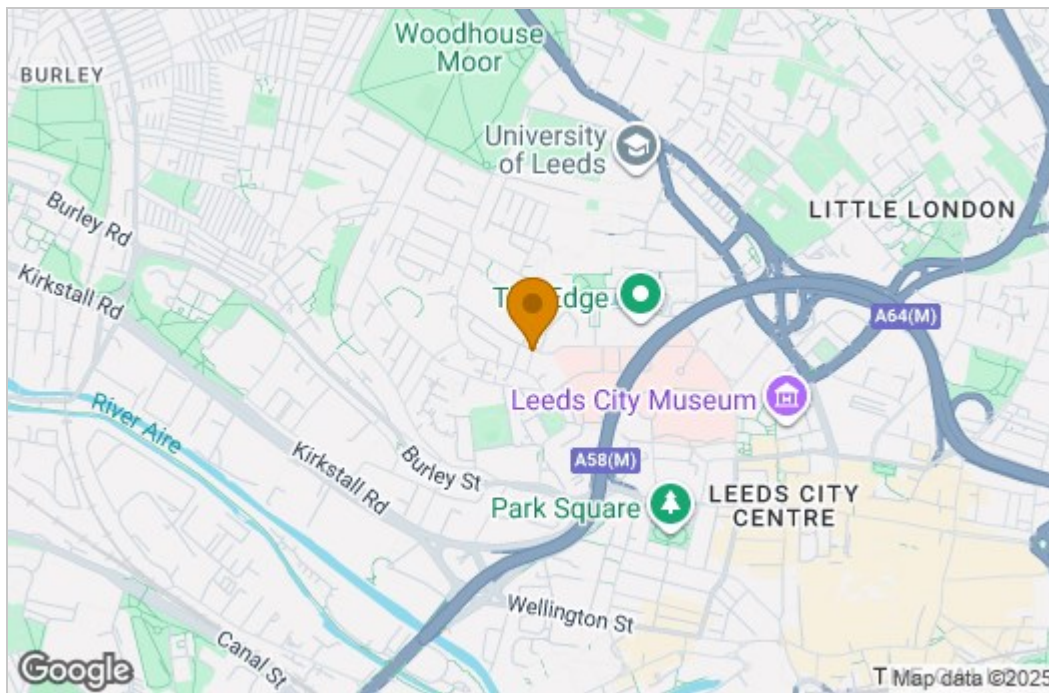 Woodhouse
Moor
BURLEY
University
of Leeds
LITTLE LONDON
Burley Rd
Kirkstall Rd
Edge
A64(M)
Leeds City Museum
River Aire
Kirkstall Rd
Burley St
A58(M)
Park Square
LEEDS CITY
CENTRE
Wellington St
Canal St
Google
Map data ©2025